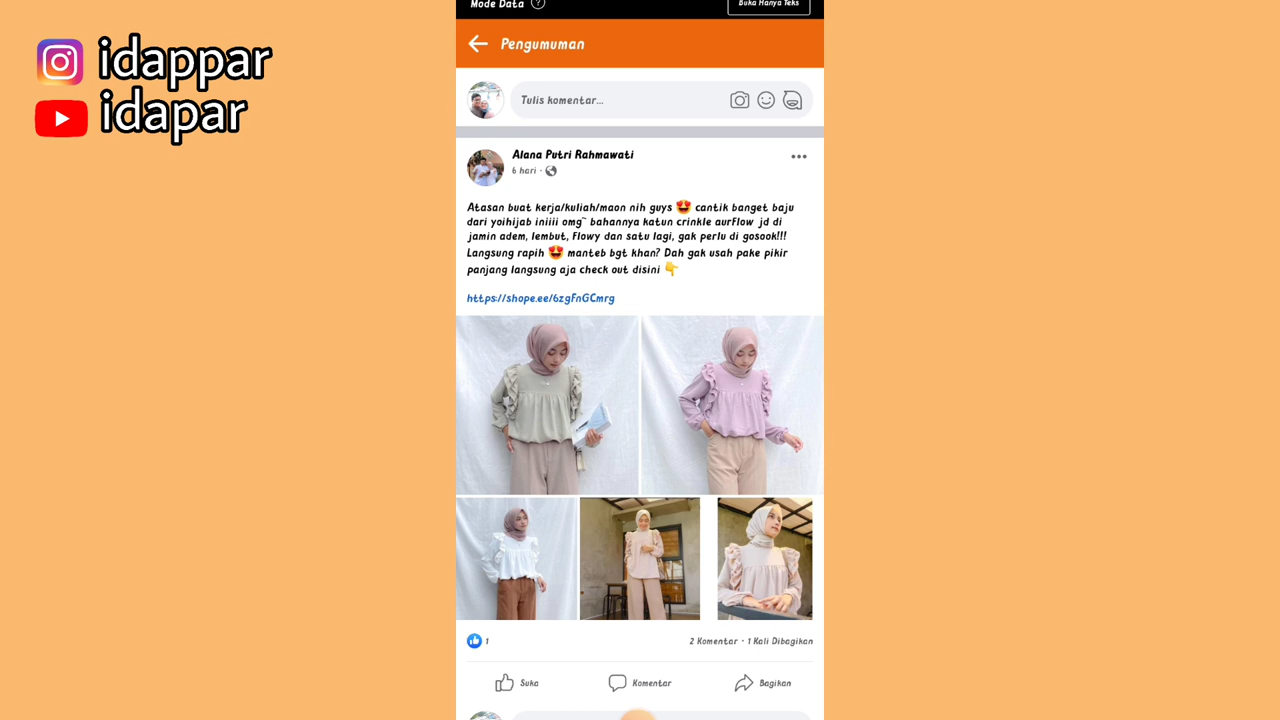 idappar
idapar
Mode Data ?
Buka Hanya Teks
Pengumuman
Tulis komentar...
Alana Putri Rahmawati
6 hari ·
Atasan buat kerja/kuliah/maon nih guys 😍 cantik banget baju
dari yoihijab iniiii omg~ bahannya katun crinkle aurflow jd di
jamin adem, lembut, flowy dan satu lagi, gak perlu di gosook!!!
Langsung rapih 😍 manteb bgt khan? Dah gak usah pake pikir
panjang langsung aja check out disini 👇
https://shope.ee/6zgFnGCmrg
1
2 Komentar · 1 Kali Dibagikan
Suka
Komentar
Bagikan